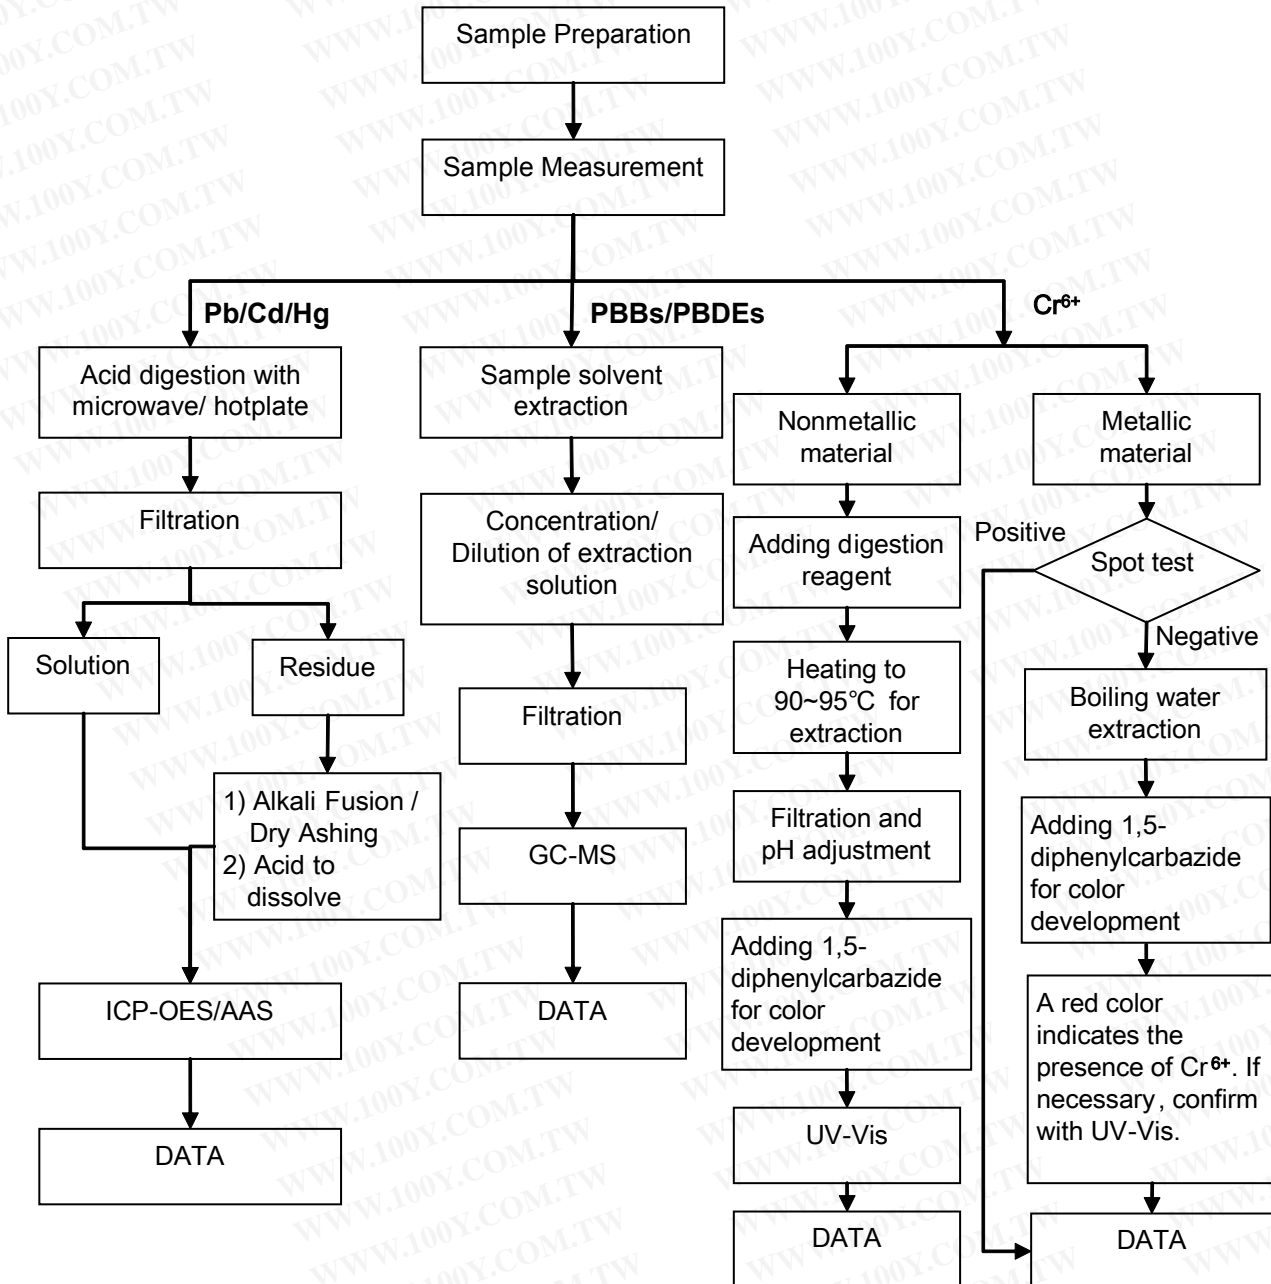 Sample Preparation
Sample Measurement
Pb/Cd/Hg
PBBs/PBDEs
Cr⁶⁺
Acid digestion with
microwave/ hotplate
Filtration
Solution
Residue
1) Alkali Fusion /
Dry Ashing
2) Acid to
dissolve
ICP-OES/AAS
DATA
Sample solvent
extraction
Concentration/
Dilution of extraction
solution
Filtration
GC-MS
DATA
Nonmetallic
material
Adding digestion
reagent
Heating to
90~95°C for
extraction
Filtration and
pH adjustment
Adding 1,5-
diphenylcarbazide
for color
development
UV-Vis
DATA
Metallic
material
Spot test
Positive
Negative
Boiling water
extraction
Adding 1,5-
diphenylcarbazide
for color
development
A red color
indicates the
presence of Cr⁶⁺. If
necessary, confirm
with UV-Vis.
DATA
WWW.100Y.COM.TW